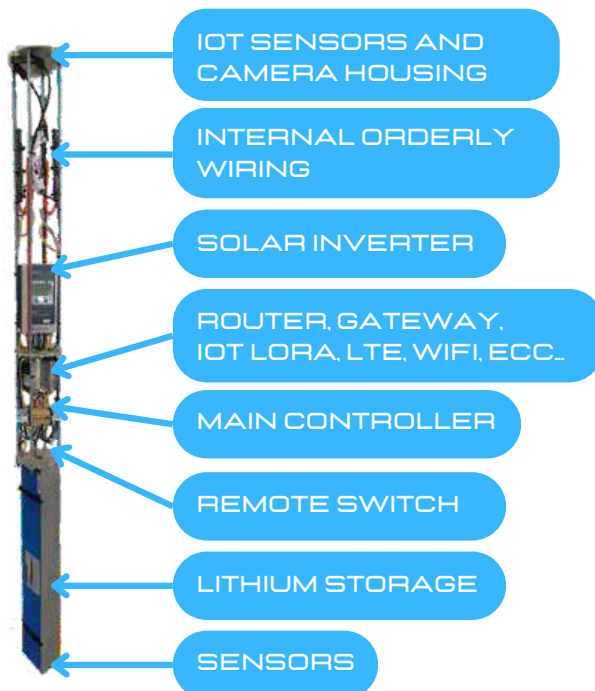 IOT SENSORS AND
CAMERA HOUSING
INTERNAL ORDERLY
WIRING
SOLAR INVERTER
ROUTER, GATEWAY,
IOT LORA, LTE, WIFI, ECC...
MAIN CONTROLLER
REMOTE SWITCH
LITHIUM STORAGE
SENSORS